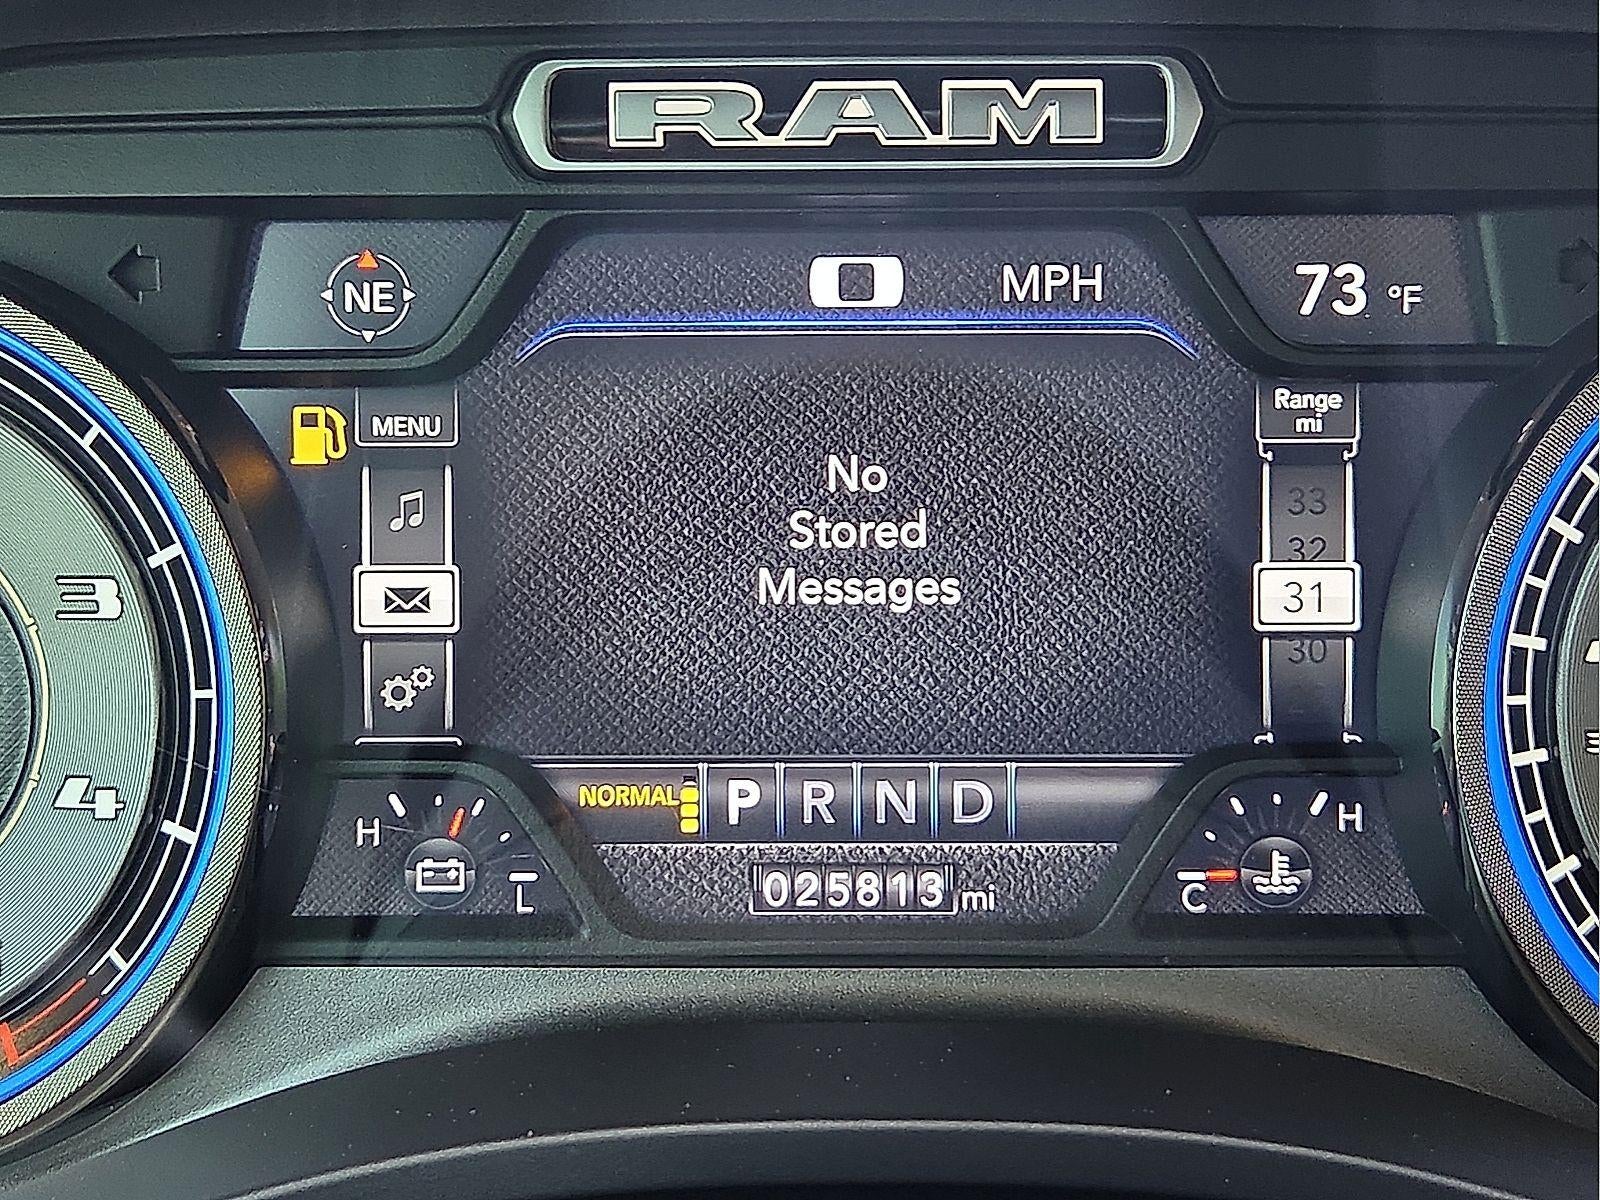 RAM
NE
0 MPH
73 °F
MENU
Range
mi
33
32
31
30
No
Stored
Messages
3
4
NORMAL P R N D
H
L
025813 mi
C
H